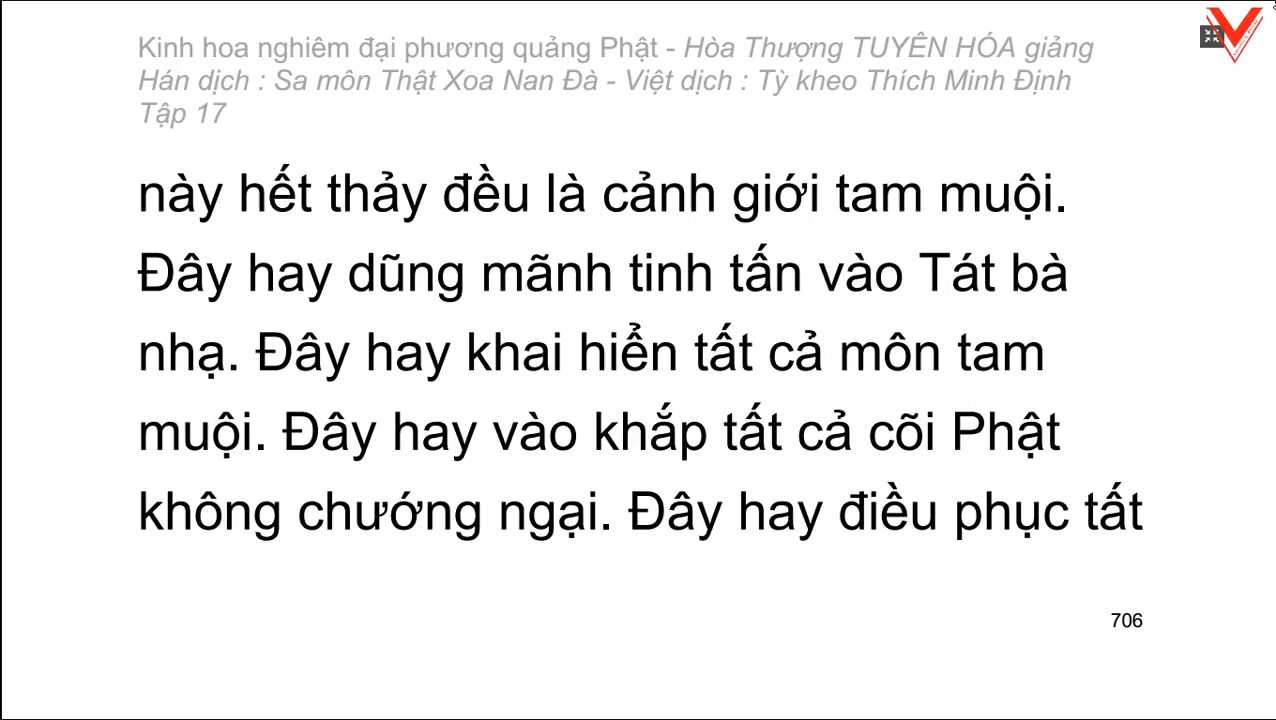 Kinh hoa nghiêm đại phương quảng Phật - Hòa Thượng TUYÊN HÓA giảng
Hán dịch : Sa môn Thật Xoa Nan Đà - Việt dịch : Tỳ kheo Thích Minh Định
Tập 17
này hết thảy đều là cảnh giới tam muội.
Đây hay dũng mãnh tinh tấn vào Tát bà
nhạ. Đây hay khai hiển tất cả môn tam
muội. Đây hay vào khắp tất cả cõi Phật
không chướng ngại. Đây hay điều phục tất
706